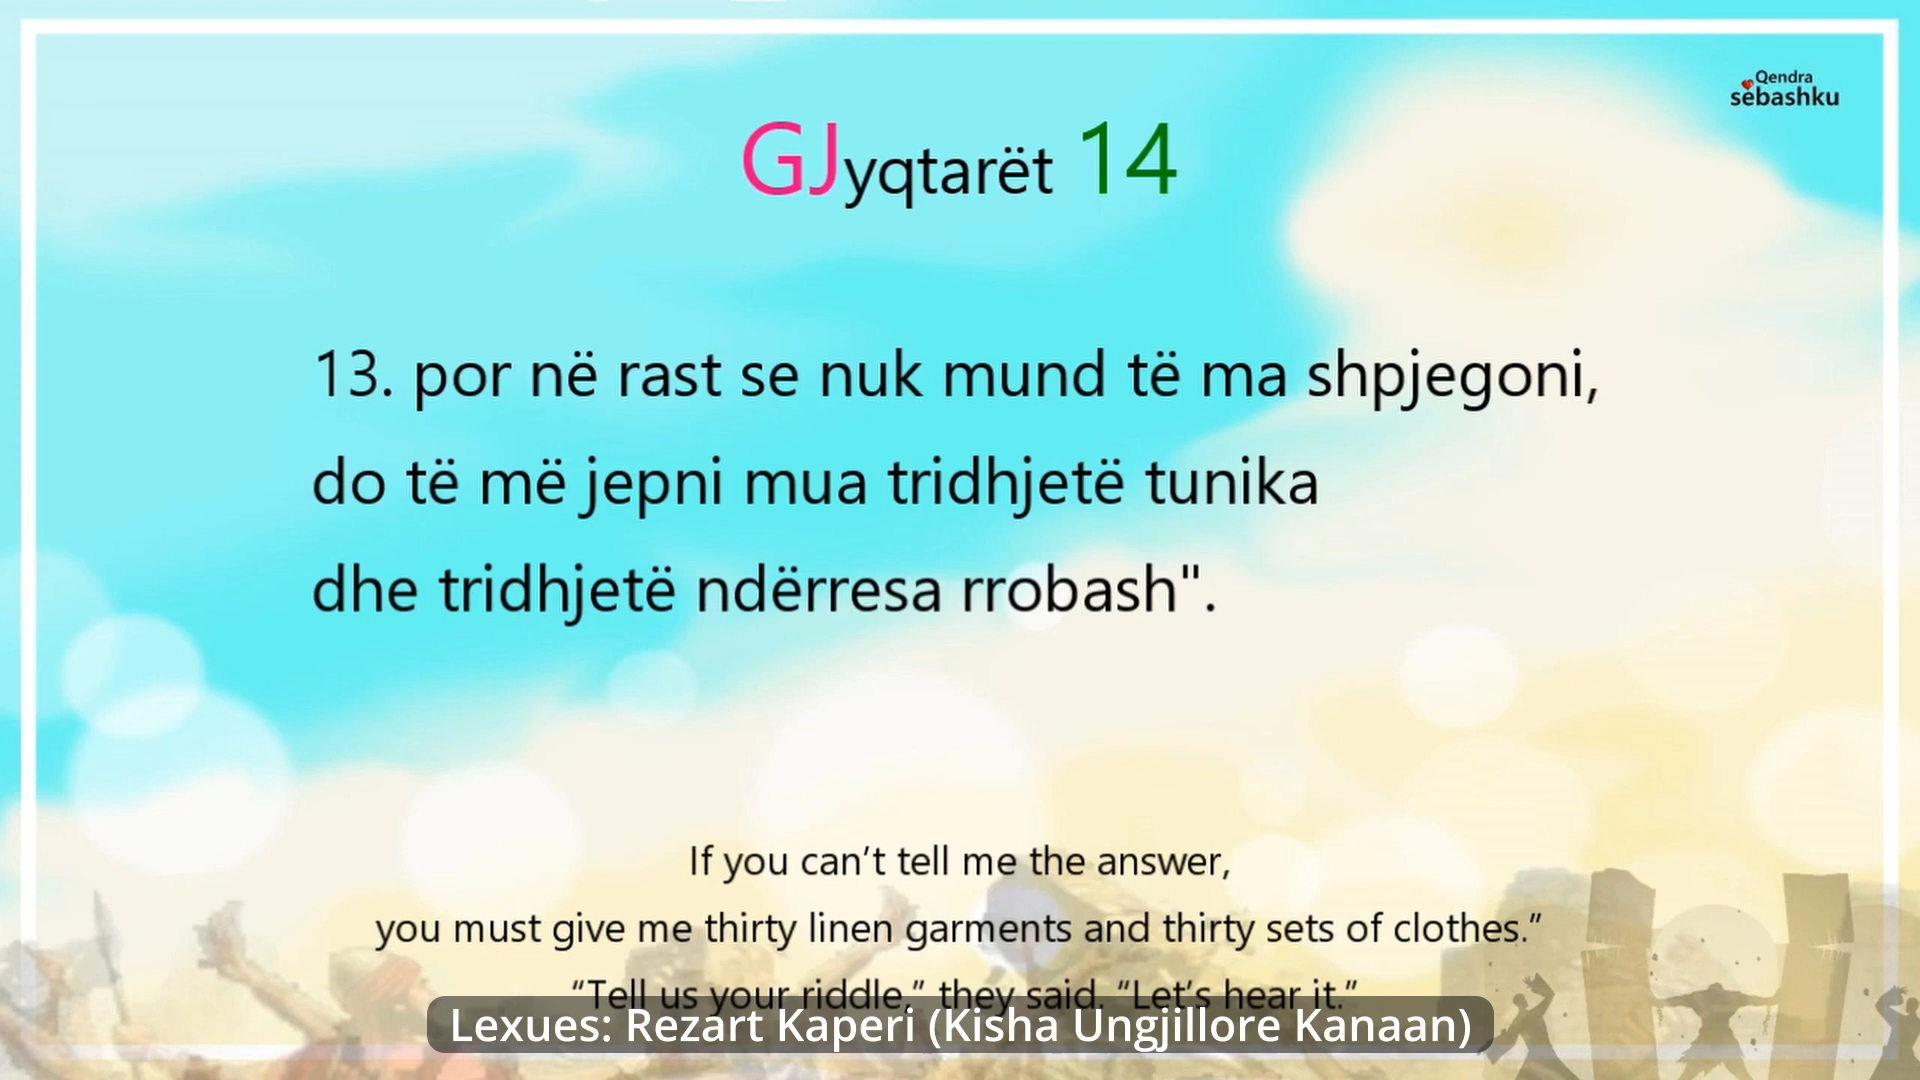 Qendra
sëbashku
GJyqtarët 14
13. por në rast se nuk mund të ma shpjegoni,
do të më jepni mua tridhjetë tunika
dhe tridhjetë ndërresa rrobash".
If you can’t tell me the answer,
you must give me thirty linen garments and thirty sets of clothes.”
“Tell us your riddle,” they said. “Let’s hear it.”
Lexues: Rezart Kaperi (Kisha Ungjillore Kanaan)